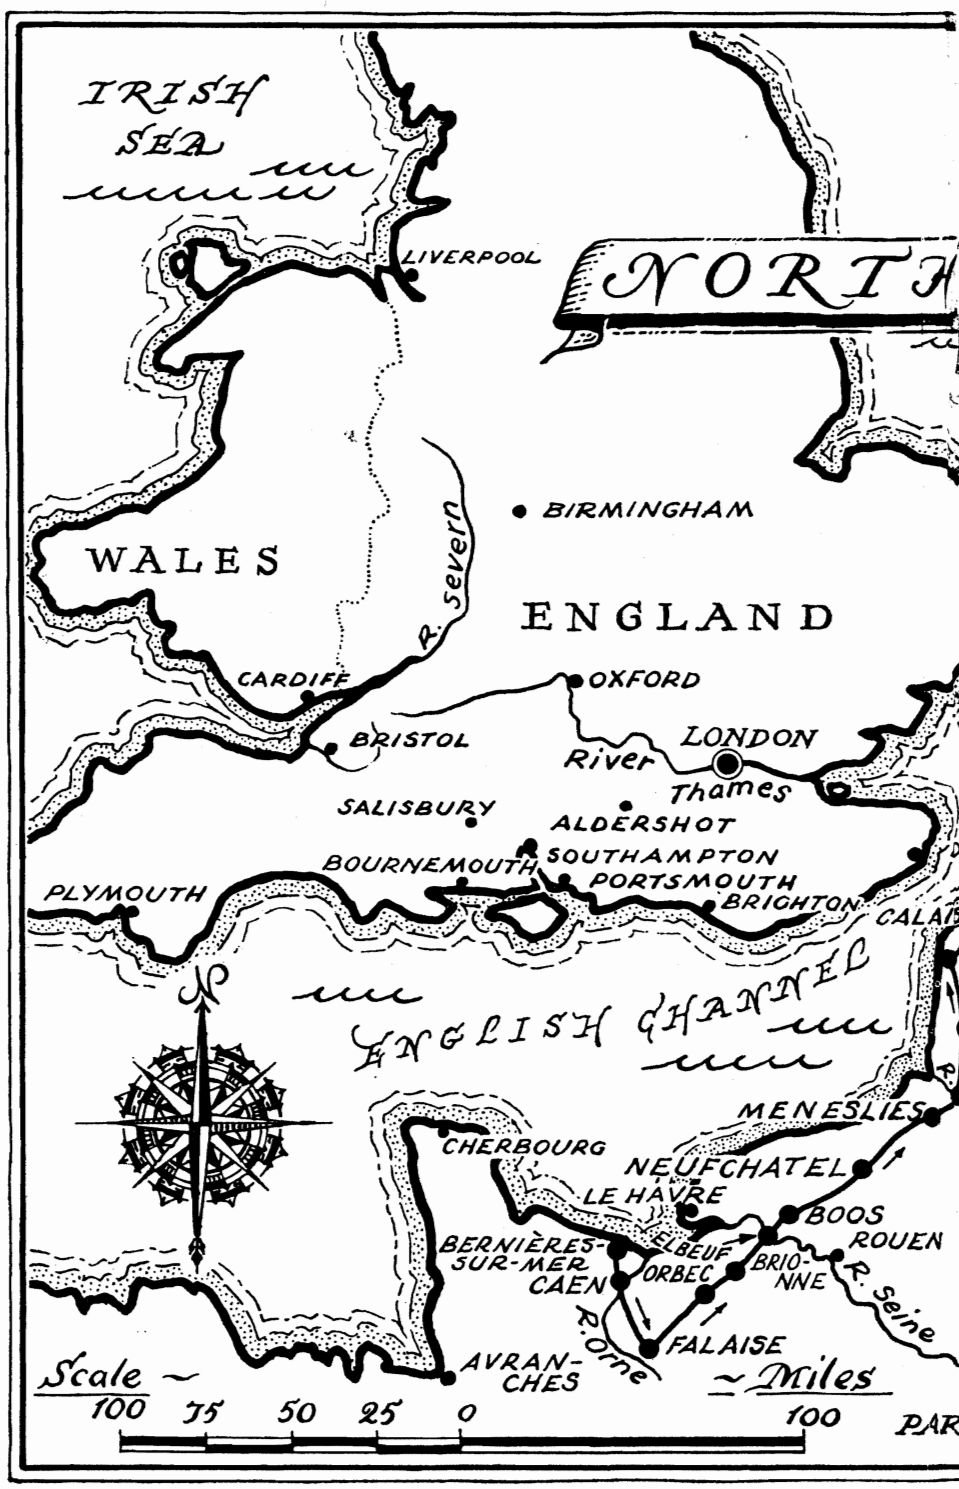 IRISH
SEA
LIVERPOOL
NORTH
BIRMINGHAM
WALES
R. Severn
ENGLAND
CARDIFF
OXFORD
BRISTOL
LONDON
River
Thames
SALISBURY
ALDERSHOT
SOUTHAMPTON
BOURNEMOUTH
PORTSMOUTH
PLYMOUTH
BRIGHTON
D
CALAIS
N
ENGLISH CHANNEL
R.
MENESLIES
CHERBOURG
NEUFCHATEL
LE HÂVRE
BOOS
ROUEN
BERNIÈRES-
SUR-MER
ELBEUF
BRIO-
NNE
CAEN
ORBEC
R. Seine
R. Orne
FALAISE
AVRAN-
CHES
Scale ~
~ Miles
100 75 50 25 0 100
PAR